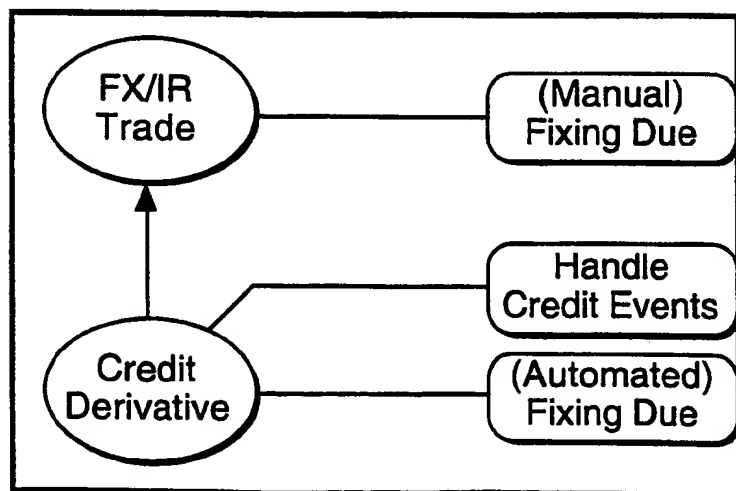 FX/IR
Trade
(Manual)
Fixing Due
Handle
Credit Events
Credit
Derivative
(Automated)
Fixing Due